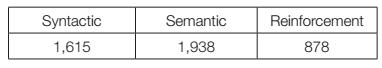 Syntactic Semantic Reinforcement
1,615 1,938 878